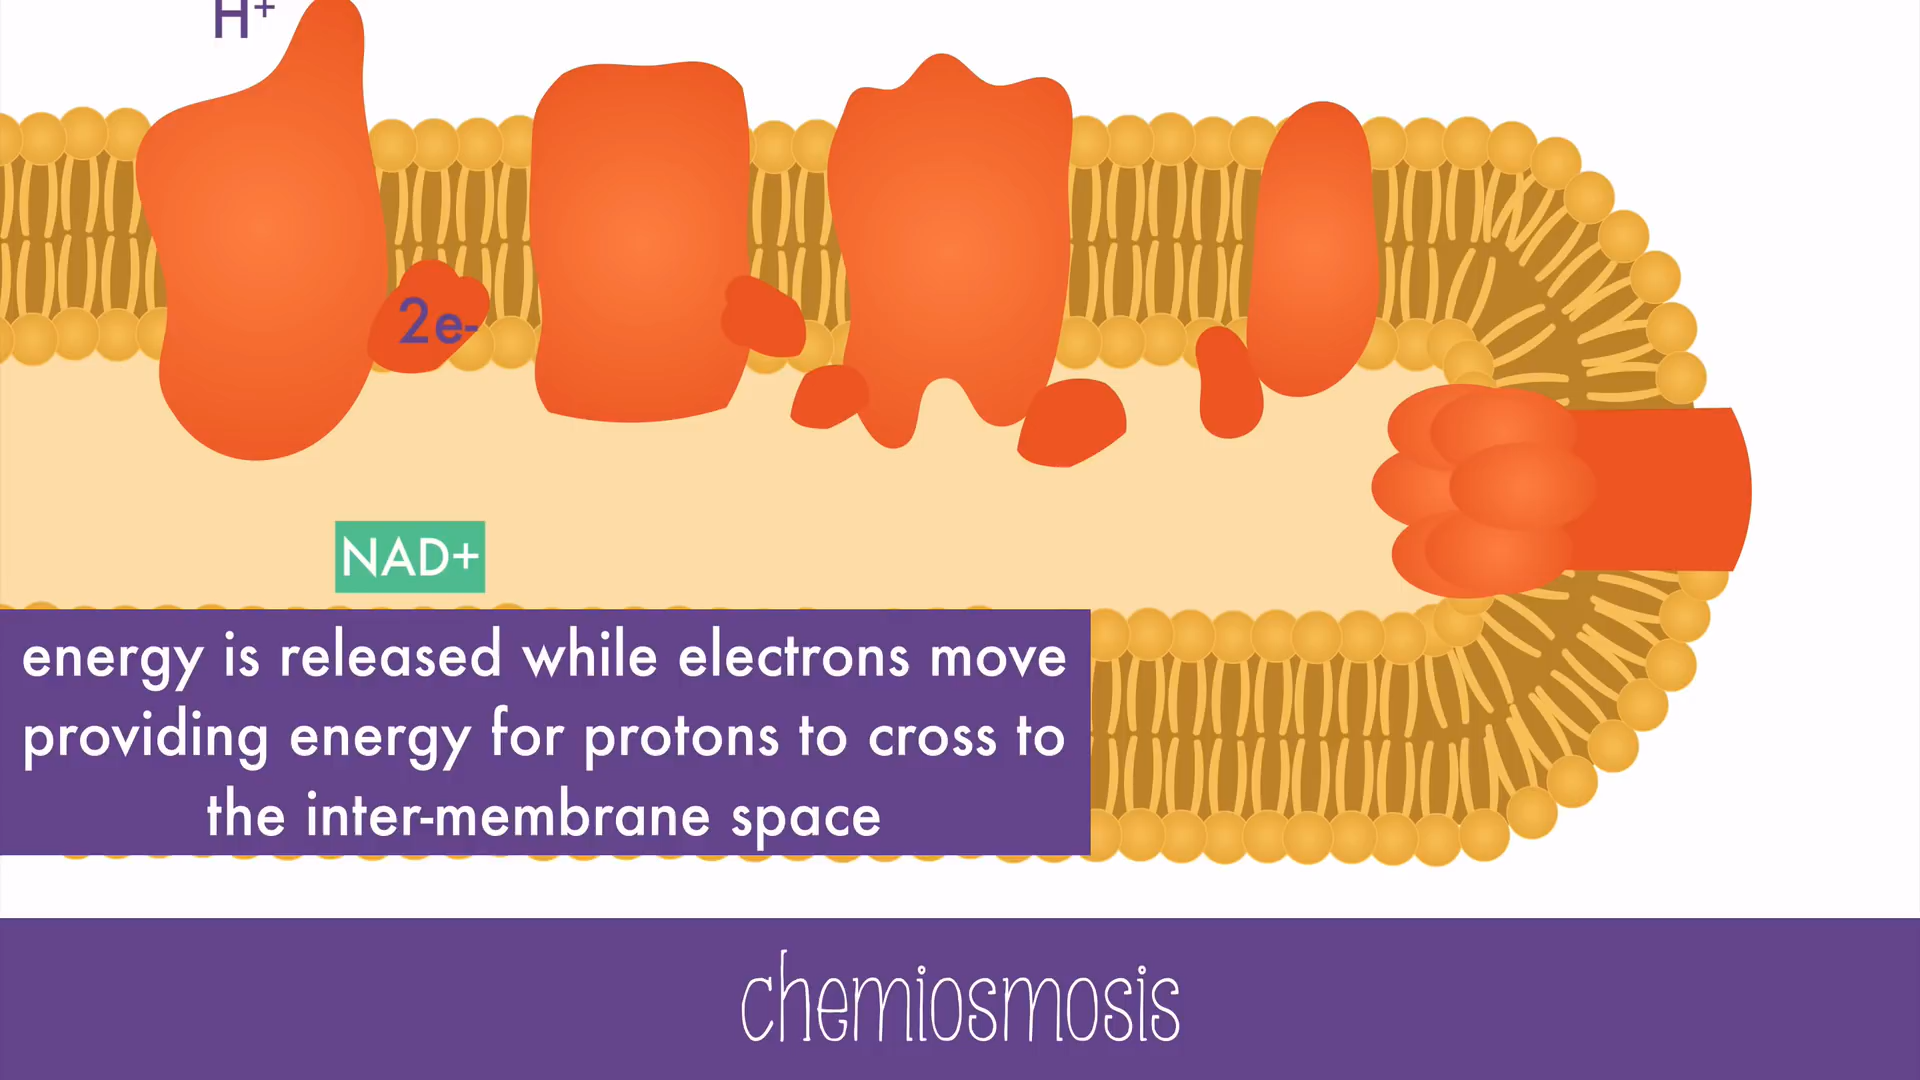 H+
2e-
NAD+
energy is released while electrons move
providing energy for protons to cross to
the inter-membrane space
chemiosmosis